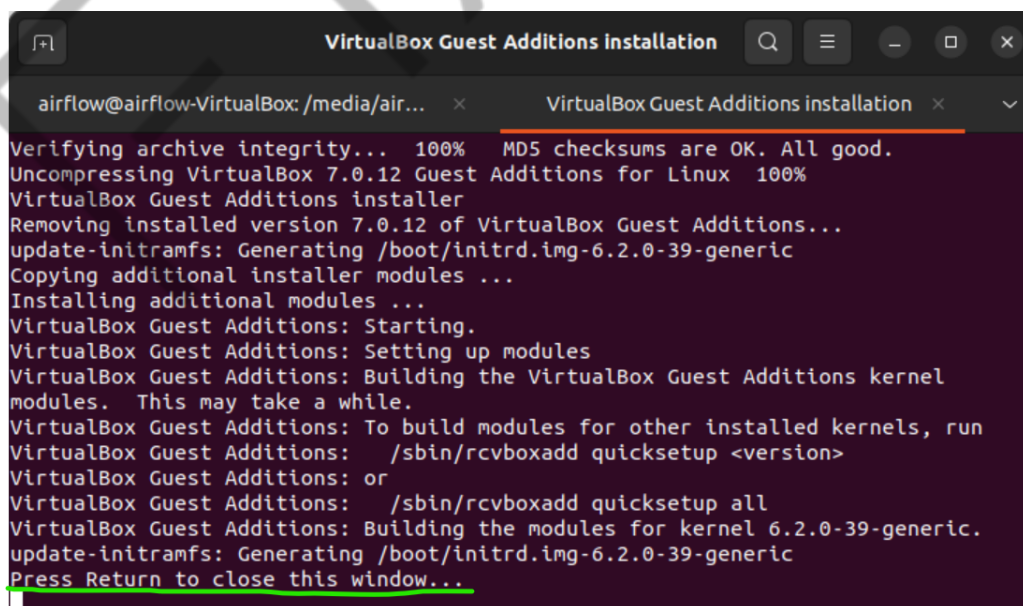 VirtualBox Guest Additions installation
airflow@airflow-VirtualBox: /media/air... × VirtualBox Guest Additions installation ×
Verifying archive integrity...  100%   MD5 checksums are OK. All good.
Uncompressing VirtualBox 7.0.12 Guest Additions for Linux  100%
VirtualBox Guest Additions installer
Removing installed version 7.0.12 of VirtualBox Guest Additions...
update-initramfs: Generating /boot/initrd.img-6.2.0-39-generic
Copying additional installer modules ...
Installing additional modules ...
VirtualBox Guest Additions: Starting.
VirtualBox Guest Additions: Setting up modules
VirtualBox Guest Additions: Building the VirtualBox Guest Additions kernel
modules.  This may take a while.
VirtualBox Guest Additions: To build modules for other installed kernels, run
VirtualBox Guest Additions:   /sbin/rcvboxadd quicksetup <version>
VirtualBox Guest Additions: or
VirtualBox Guest Additions:   /sbin/rcvboxadd quicksetup all
VirtualBox Guest Additions: Building the modules for kernel 6.2.0-39-generic.
update-initramfs: Generating /boot/initrd.img-6.2.0-39-generic
Press Return to close this window...